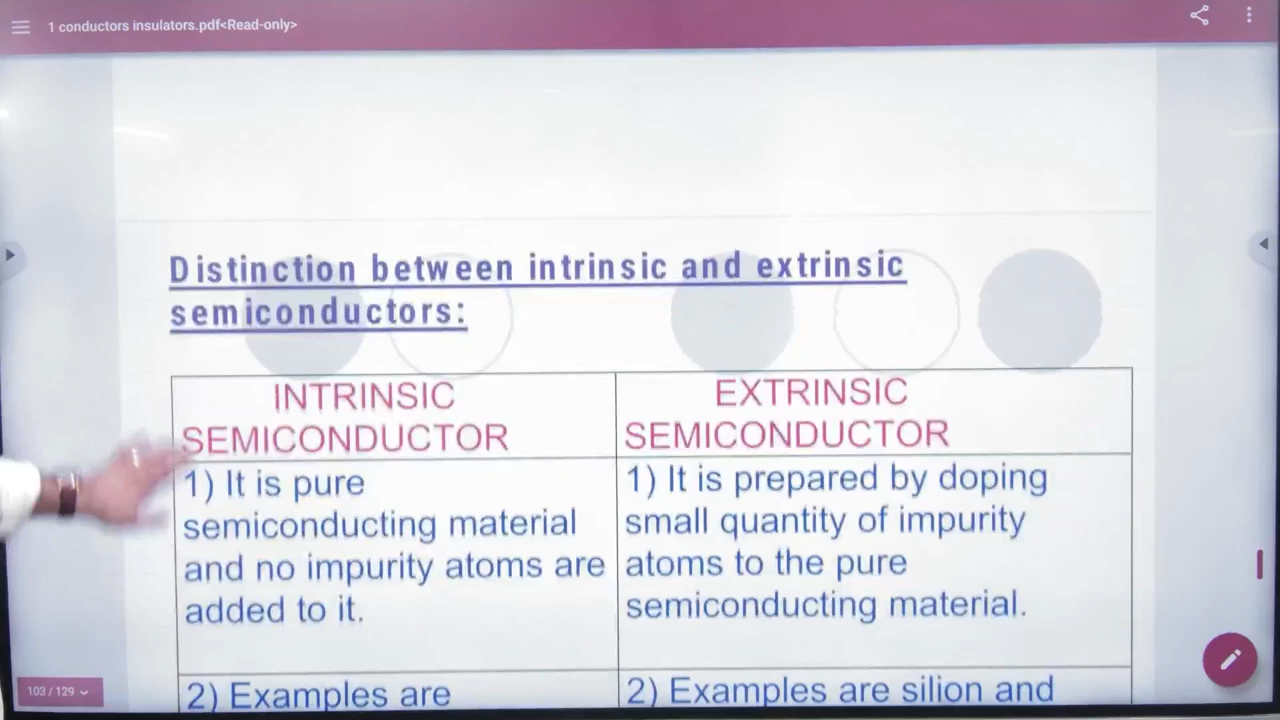 1 conductors insulators.pdf<Read-only>
Distinction between intrinsic and extrinsic
semiconductors:
INTRINSIC
SEMICONDUCTOR
EXTRINSIC
SEMICONDUCTOR
1) It is pure
semiconducting material
and no impurity atoms are
added to it.
1) It is prepared by doping
small quantity of impurity
atoms to the pure
semiconducting material.
2) Examples are
2) Examples are silion and
103 / 129